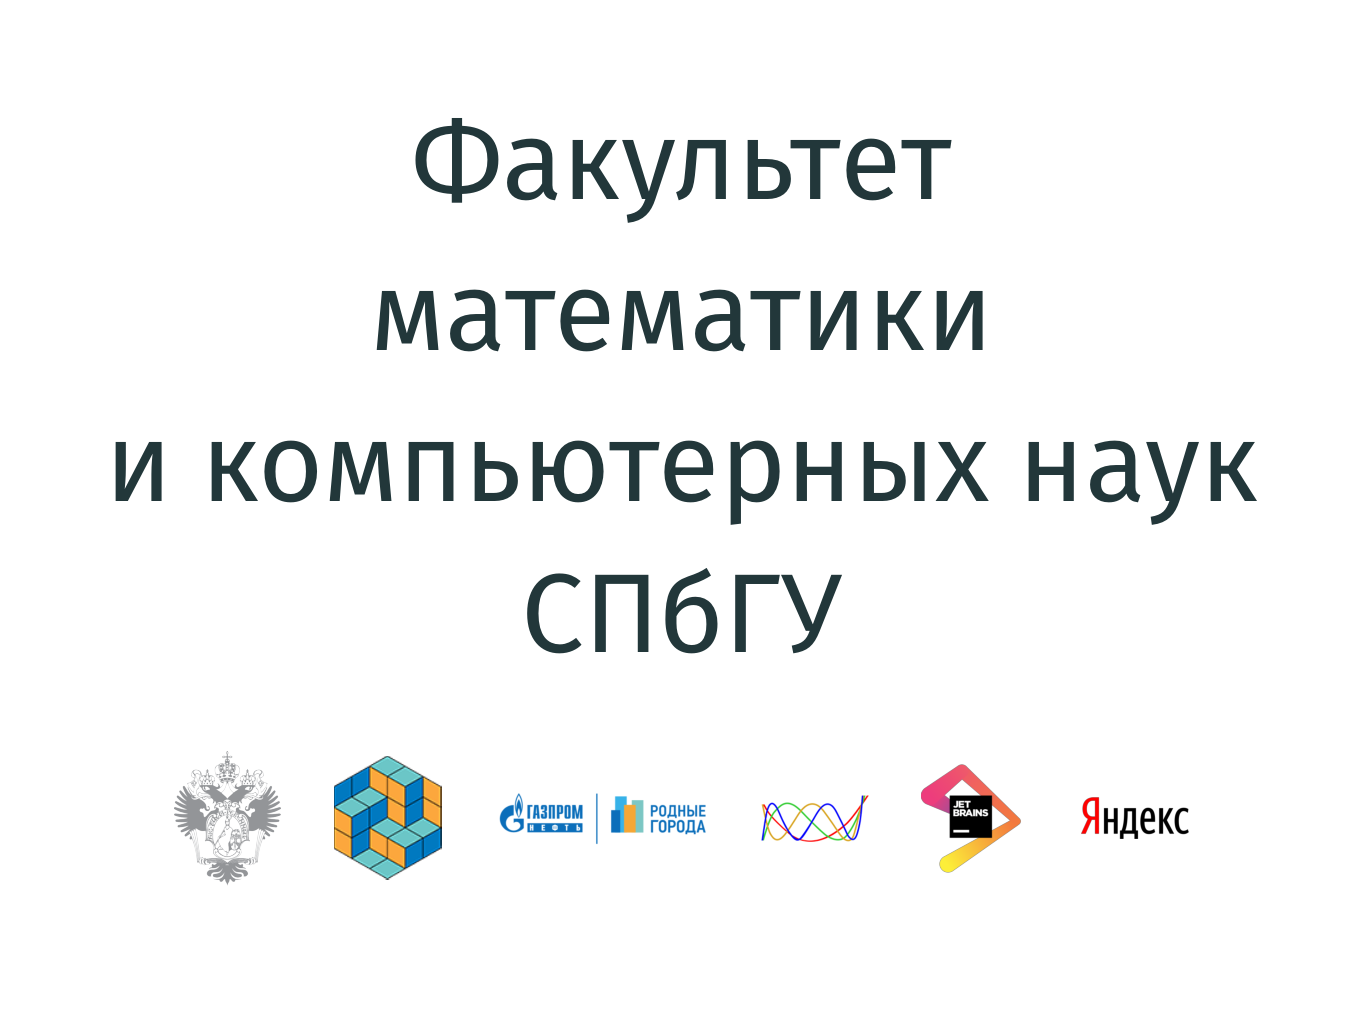 Факультет
математики
и компьютерных наук
СПбГУ
ГАЗПРОМ
НЕФТЬ
РОДНЫЕ
ГОРОДА
JET
BRAINS
Яндекс